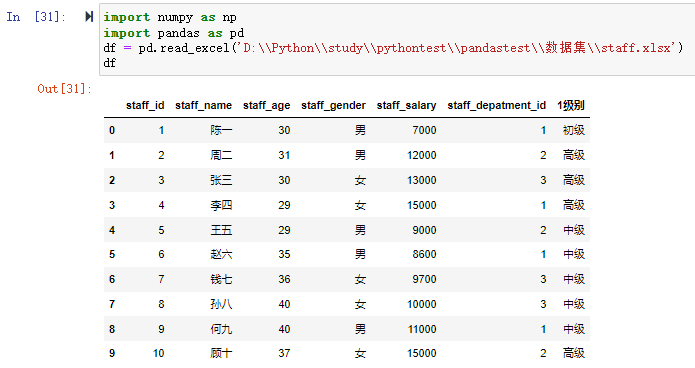 In [31]:
import numpy as np
import pandas as pd
df = pd.read_excel('D:\\Python\\study\\pythontest\\pandastest\\数据集\\staff.xlsx')
df
Out[31]:
staff_id staff_name staff_age staff_gender staff_salary staff_depatment_id 1级别
0 1 陈一 30 男 7000 1 初级
1 2 周二 31 男 12000 2 高级
2 3 张三 30 女 13000 3 高级
3 4 李四 29 女 15000 1 高级
4 5 王五 29 男 9000 2 中级
5 6 赵六 35 男 8600 1 中级
6 7 钱七 36 女 9700 3 中级
7 8 孙八 40 女 10000 3 中级
8 9 何九 40 男 11000 1 中级
9 10 顾十 37 女 15000 2 高级